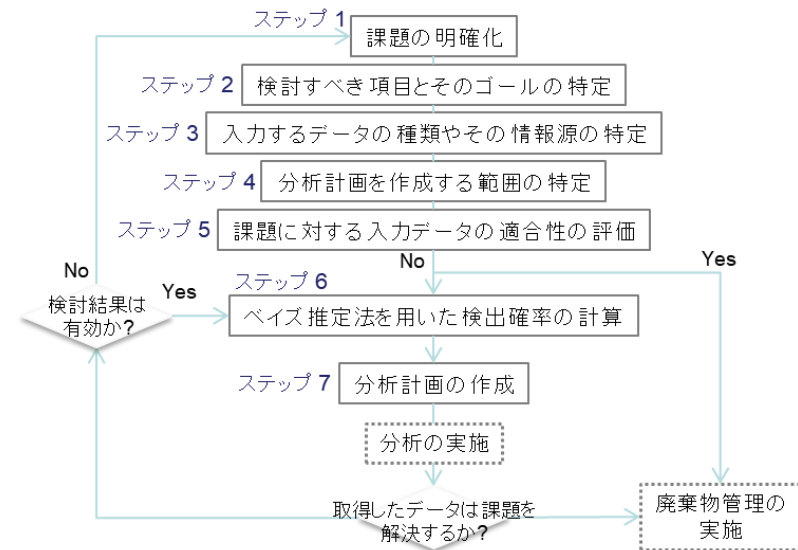 ステップ 1
課題の明確化
ステップ 2
検討すべき項目とそのゴールの特定
ステップ 3
入力するデータの種類やその情報源の特定
ステップ 4
分析計画を作成する範囲の特定
ステップ 5
課題に対する入力データの適合性の評価
No
Yes
No
ステップ 6
Yes
検討結果は
有効か?
ベイズ推定法を用いた検出確率の計算
ステップ 7
分析計画の作成
分析の実施
取得したデータは課題を
解決するか?
廃棄物管理の
実施